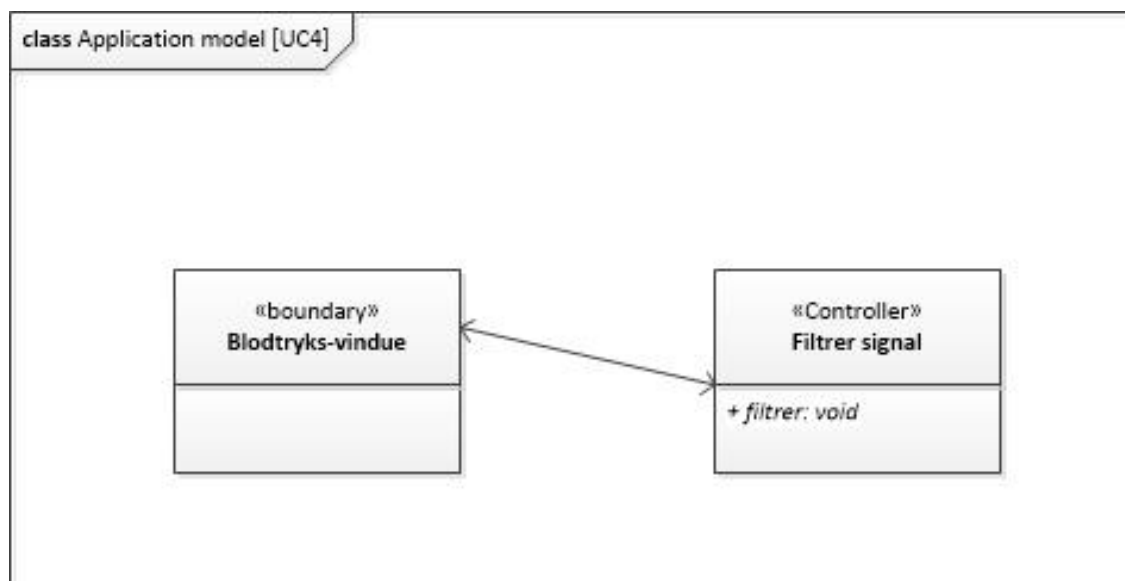 class Application model [UC4]
«boundary»
Blodtryks-vindue
«Controller»
Filtrer signal
+ filtrer: void